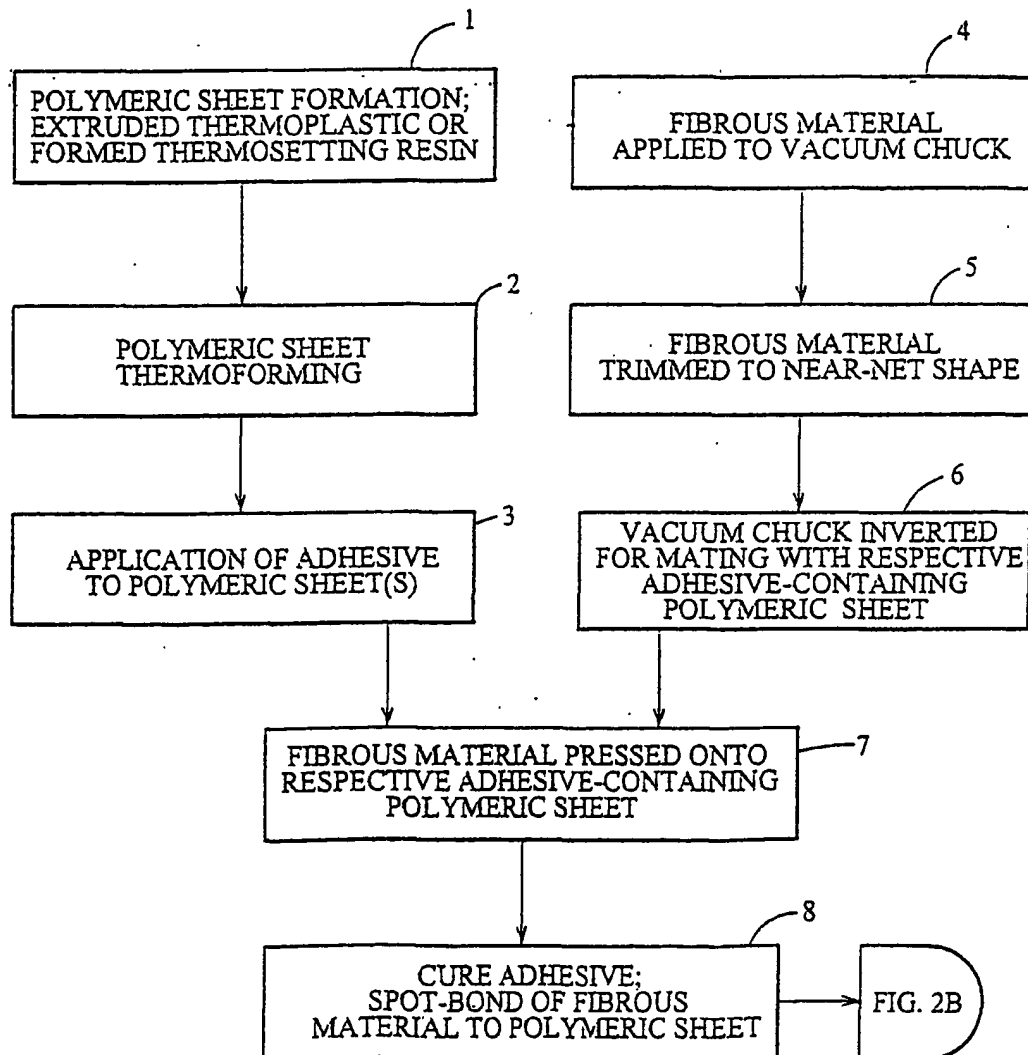 1
POLYMERIC SHEET FORMATION;
EXTRUDED THERMOPLASTIC OR
FORMED THERMOSETTING RESIN
4
FIBROUS MATERIAL
APPLIED TO VACUUM CHUCK
2
POLYMERIC SHEET
THERMOFORMING
5
FIBROUS MATERIAL
TRIMMED TO NEAR-NET SHAPE
3
APPLICATION OF ADHESIVE
TO POLYMERIC SHEET(S)
6
VACUUM CHUCK INVERTED
FOR MATING WITH RESPECTIVE
ADHESIVE-CONTAINING
POLYMERIC SHEET
7
FIBROUS MATERIAL PRESSED ONTO
RESPECTIVE ADHESIVE-CONTAINING
POLYMERIC SHEET
8
CURE ADHESIVE;
SPOT-BOND OF FIBROUS
MATERIAL TO POLYMERIC SHEET
FIG. 2B